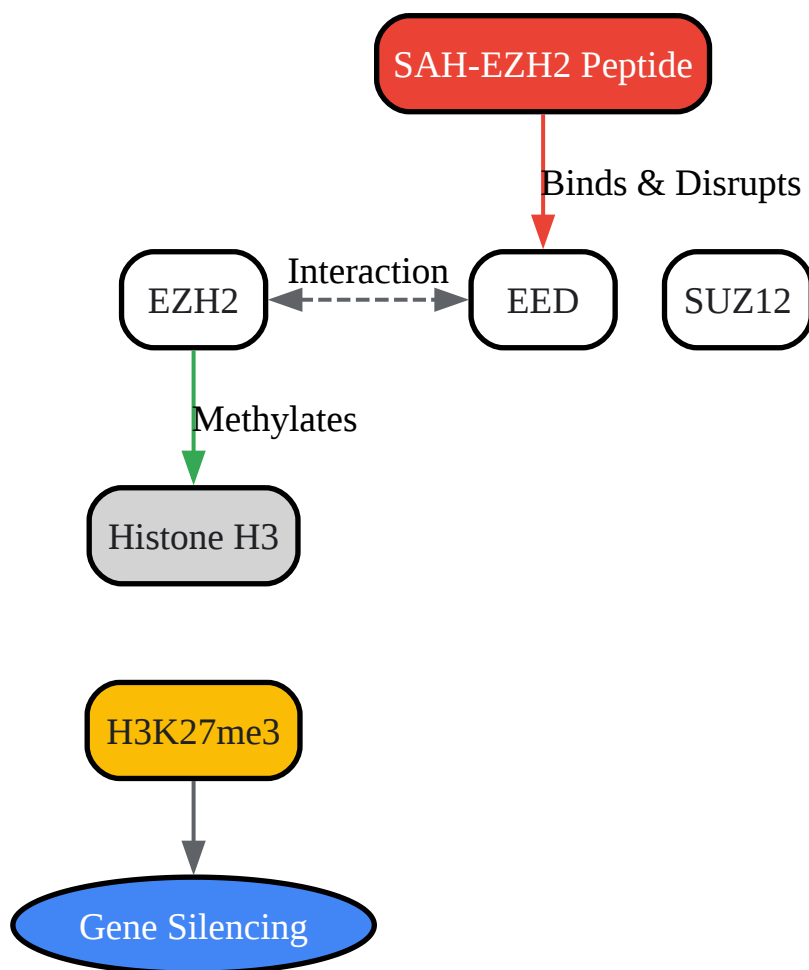 SAH-EZH2 Peptide
Binds & Disrupts
Interaction
EZH2
EED
SUZ12
Methylates
Histone H3
H3K27me3
Gene Silencing